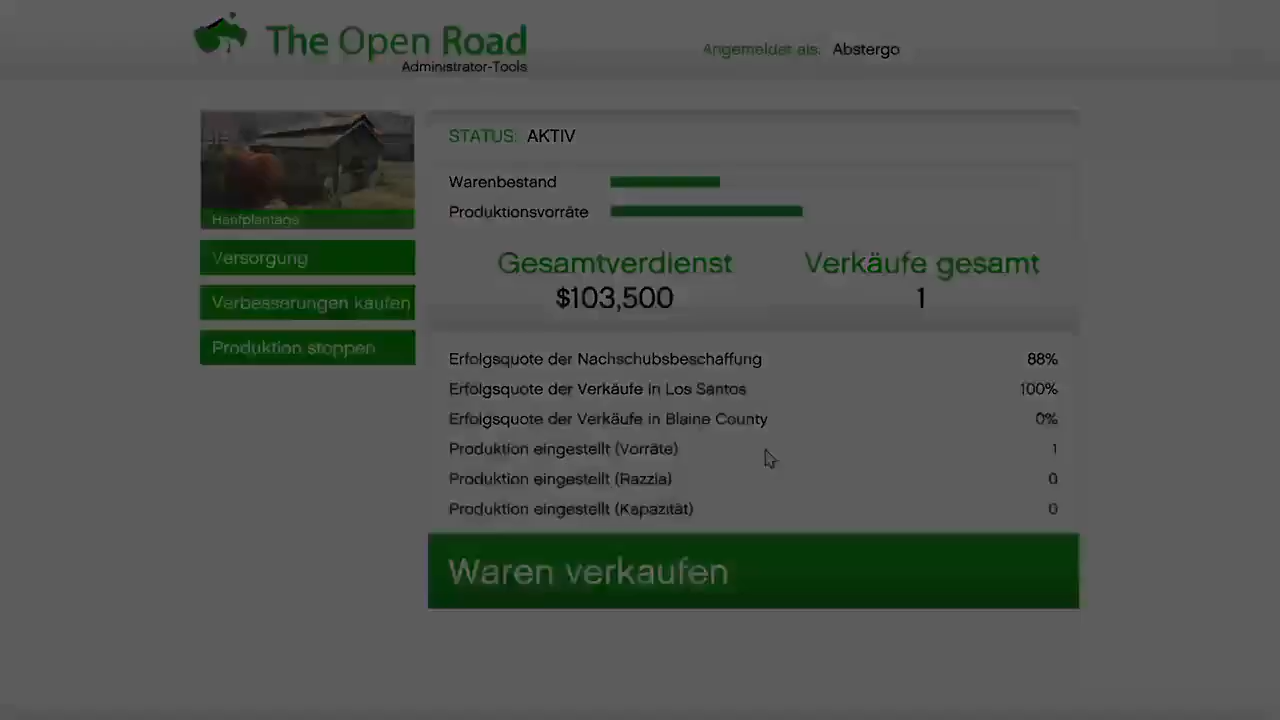 The Open Road
Administrator-Tools
Angemeldet als: Abstergo
Hanfplantage
Versorgung
Verbesserungen kaufen
Produktion stoppen
STATUS: AKTIV
Warenbestand
Produktionsvorräte
Gesamtverdienst
$103,500
Verkäufe gesamt
1
Erfolgsquote der Nachschubsbeschaffung 88%
Erfolgsquote der Verkäufe in Los Santos 100%
Erfolgsquote der Verkäufe in Blaine County 0%
Produktion eingestellt (Vorräte) 1
Produktion eingestellt (Razzia) 0
Produktion eingestellt (Kapazität) 0
Waren verkaufen